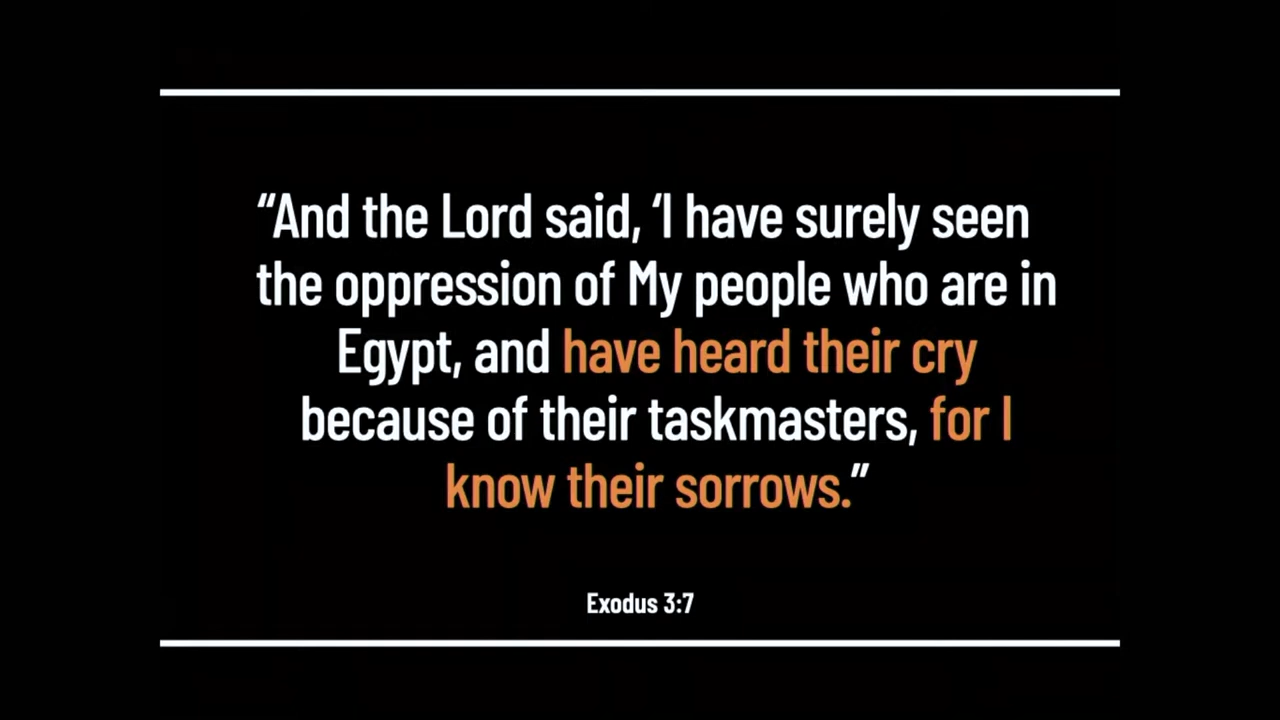 “And the Lord said, ‘I have surely seen
the oppression of My people who are in
Egypt, and have heard their cry
because of their taskmasters, for I
know their sorrows.”
Exodus 3:7